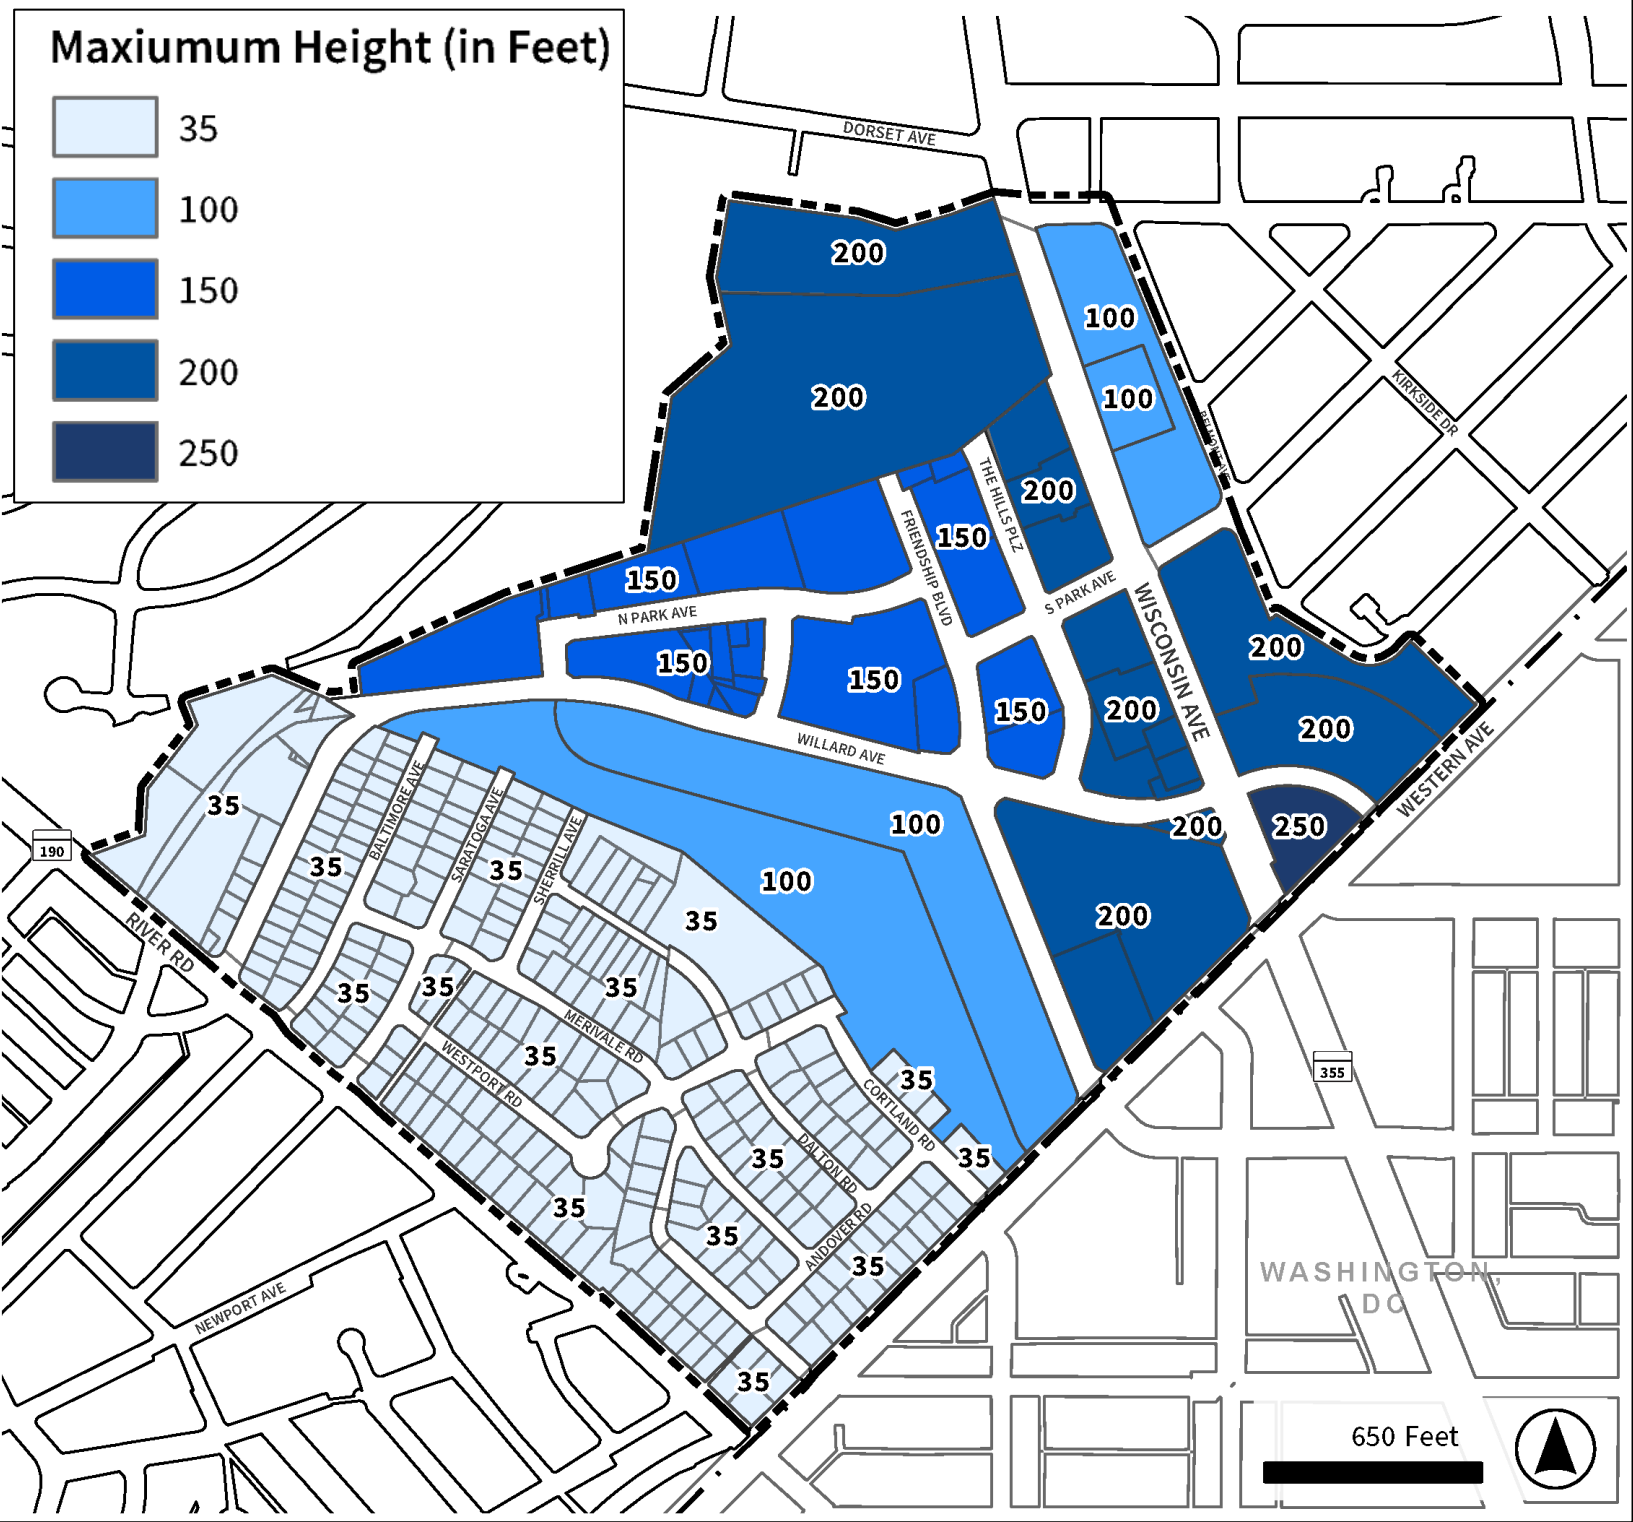 Maxiumum Height (in Feet)
35
100
150
200
250
DORSET AVE
200
100
200
100
KIRKSIDE DR
BELMONT AVE
THE HILLS PLZ
200
FRIENDSHIP BLVD
150
150
N PARK AVE
S PARK AVE
WISCONSIN AVE
200
150
150
150
200
200
WILLARD AVE
WESTERN AVE
35
100
200
250
190
BALTIMORE AVE
SARATOGA AVE
SHERRILL AVE
35
35
100
35
200
RIVER RD
35
35
35
MERIVALE RD
35
WESTPORT RD
35
CORTLAND RD
355
35
DALTON RD
35
35
35
ANDOVER RD
35
WASHINGTON,
DC
NEWPORT AVE
35
650 Feet